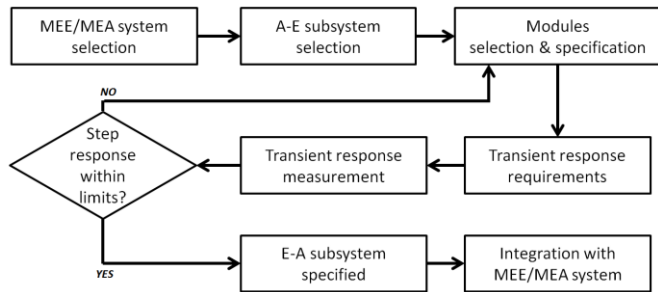 MEE/MEA system
selection
A-E subsystem
selection
Modules
selection & specification
NO
Step
response
within
limits?
Transient response
measurement
Transient response
requirements
YES
E-A subsystem
specified
Integration with
MEE/MEA system